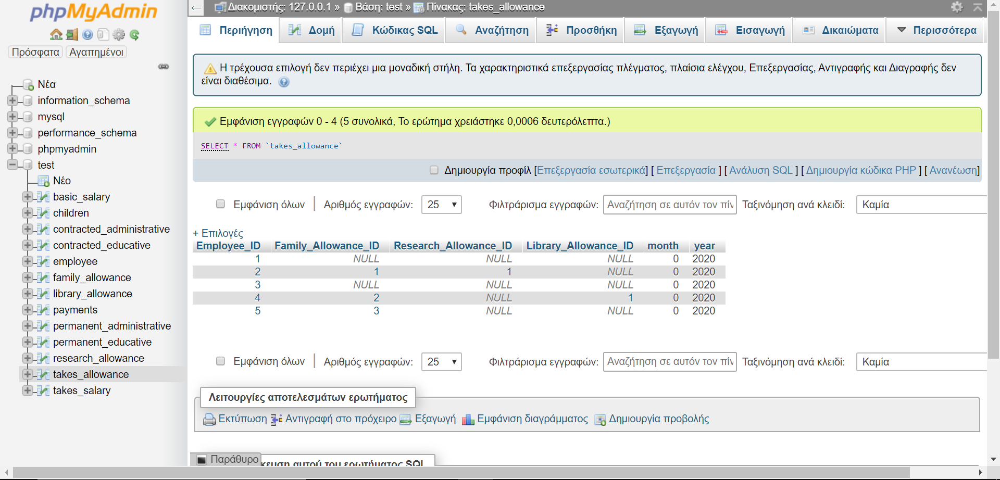 phpMyAdmin
Πρόσφατα Αγαπημένοι
Νέα
information_schema
mysql
performance_schema
phpmyadmin
test
Νέο
basic_salary
children
contracted_administrative
contracted_educative
employee
family_allowance
library_allowance
payments
permanent_administrative
permanent_educative
research_allowance
takes_allowance
takes_salary
Διακομιστής: 127.0.0.1 » Βάση: test » Πίνακας: takes_allowance
Περιήγηση Δομή Κώδικας SQL Αναζήτηση Προσθήκη Εξαγωγή Εισαγωγή Δικαιώματα Περισσότερα
Η τρέχουσα επιλογή δεν περιέχει μια μοναδική στήλη. Τα χαρακτηριστικά επεξεργασίας πλέγματος, πλαίσια ελέγχου, Επεξεργασίας, Αντιγραφής και Διαγραφής δεν
είναι διαθέσιμα.
Εμφάνιση εγγραφών 0 - 4 (5 συνολικά, Το ερώτημα χρειάστηκε 0,0006 δευτερόλεπτα.)
SELECT * FROM `takes_allowance`
Δημιουργία προφίλ [Επεξεργασία εσωτερικά] [ Επεξεργασία ] [ Ανάλυση SQL ] [ Δημιουργία κώδικα PHP ] [ Ανανέωση]
Εμφάνιση όλων | Αριθμός εγγραφών: 25 Φιλτράρισμα εγγραφών: Αναζήτηση σε αυτόν τον πίν Ταξινόμηση ανά κλειδί: Καμία
+ Επιλογές
Employee_ID Family_Allowance_ID Research_Allowance_ID Library_Allowance_ID month year
1 NULL NULL NULL 0 2020
2 1 1 NULL 0 2020
3 NULL NULL NULL 0 2020
4 2 NULL 1 0 2020
5 3 NULL NULL 0 2020
Εμφάνιση όλων | Αριθμός εγγραφών: 25 Φιλτράρισμα εγγραφών: Αναζήτηση σε αυτόν τον πίν Ταξινόμηση ανά κλειδί: Καμία
Λειτουργίες αποτελεσμάτων ερωτήματος
Εκτύπωση Αντιγραφή στο πρόχειρο Εξαγωγή Εμφάνιση διαγράμματος Δημιουργία προβολής
Παράθυρο
αυτού του ερωτήματος SQL